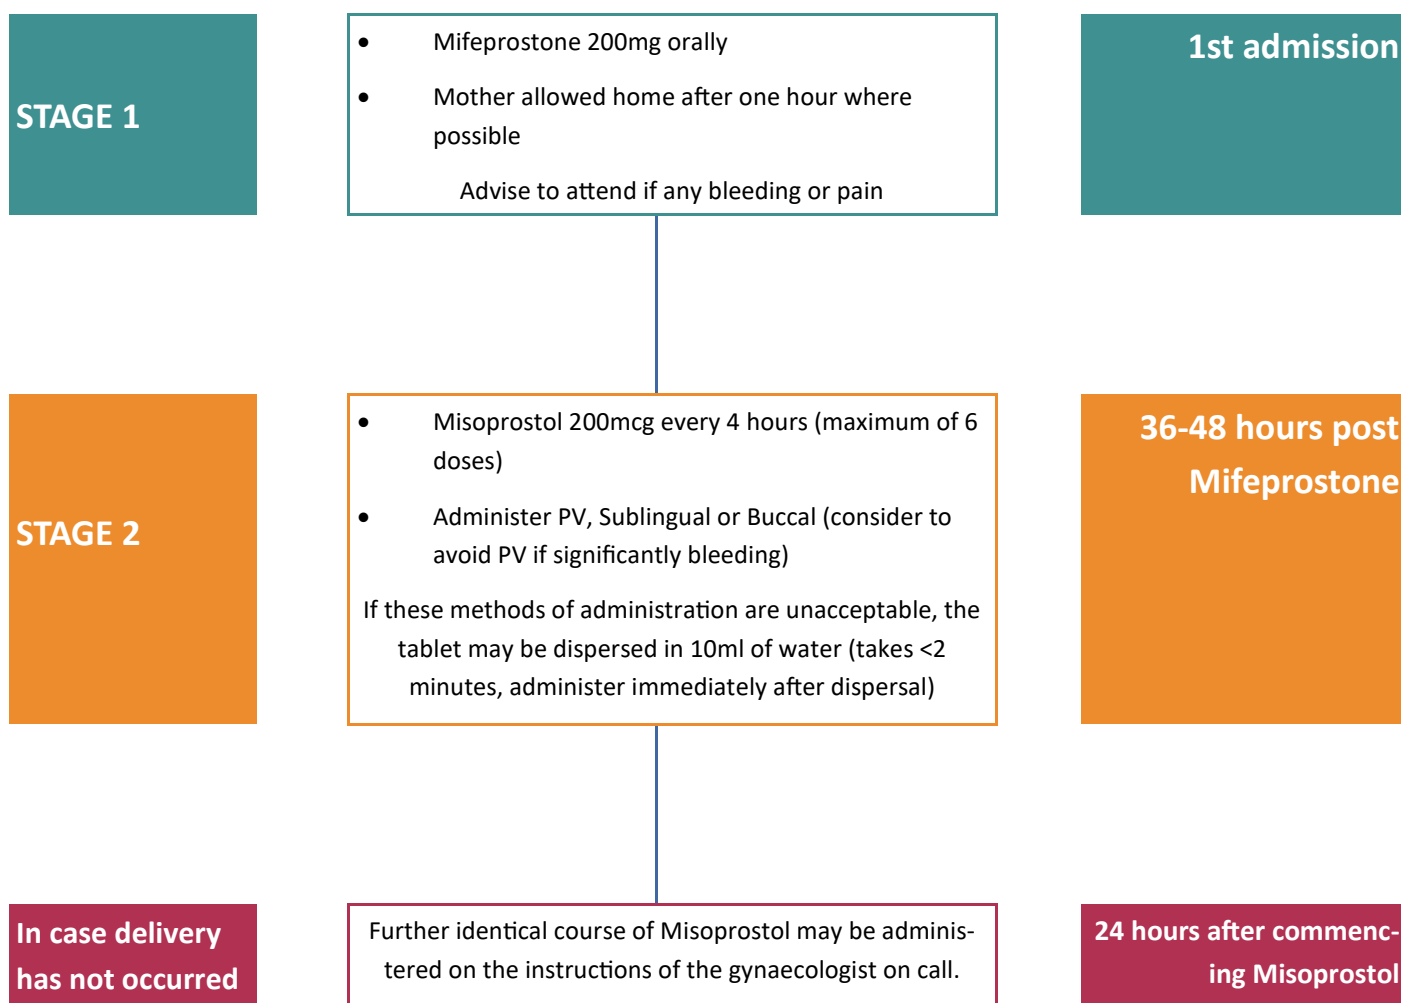 STAGE 1
• Mifeprostone 200mg orally
• Mother allowed home after one hour where
possible
Advise to attend if any bleeding or pain
1st admission
STAGE 2
• Misoprostol 200mcg every 4 hours (maximum of 6
doses)
• Administer PV, Sublingual or Buccal (consider to
avoid PV if significantly bleeding)
If these methods of administration are unacceptable, the
tablet may be dispersed in 10ml of water (takes <2
minutes, administer immediately after dispersal)
36-48 hours post
Mifeprostone
In case delivery
has not occurred
Further identical course of Misoprostol may be adminis-
tered on the instructions of the gynaecologist on call.
24 hours after commenc-
ing Misoprostol